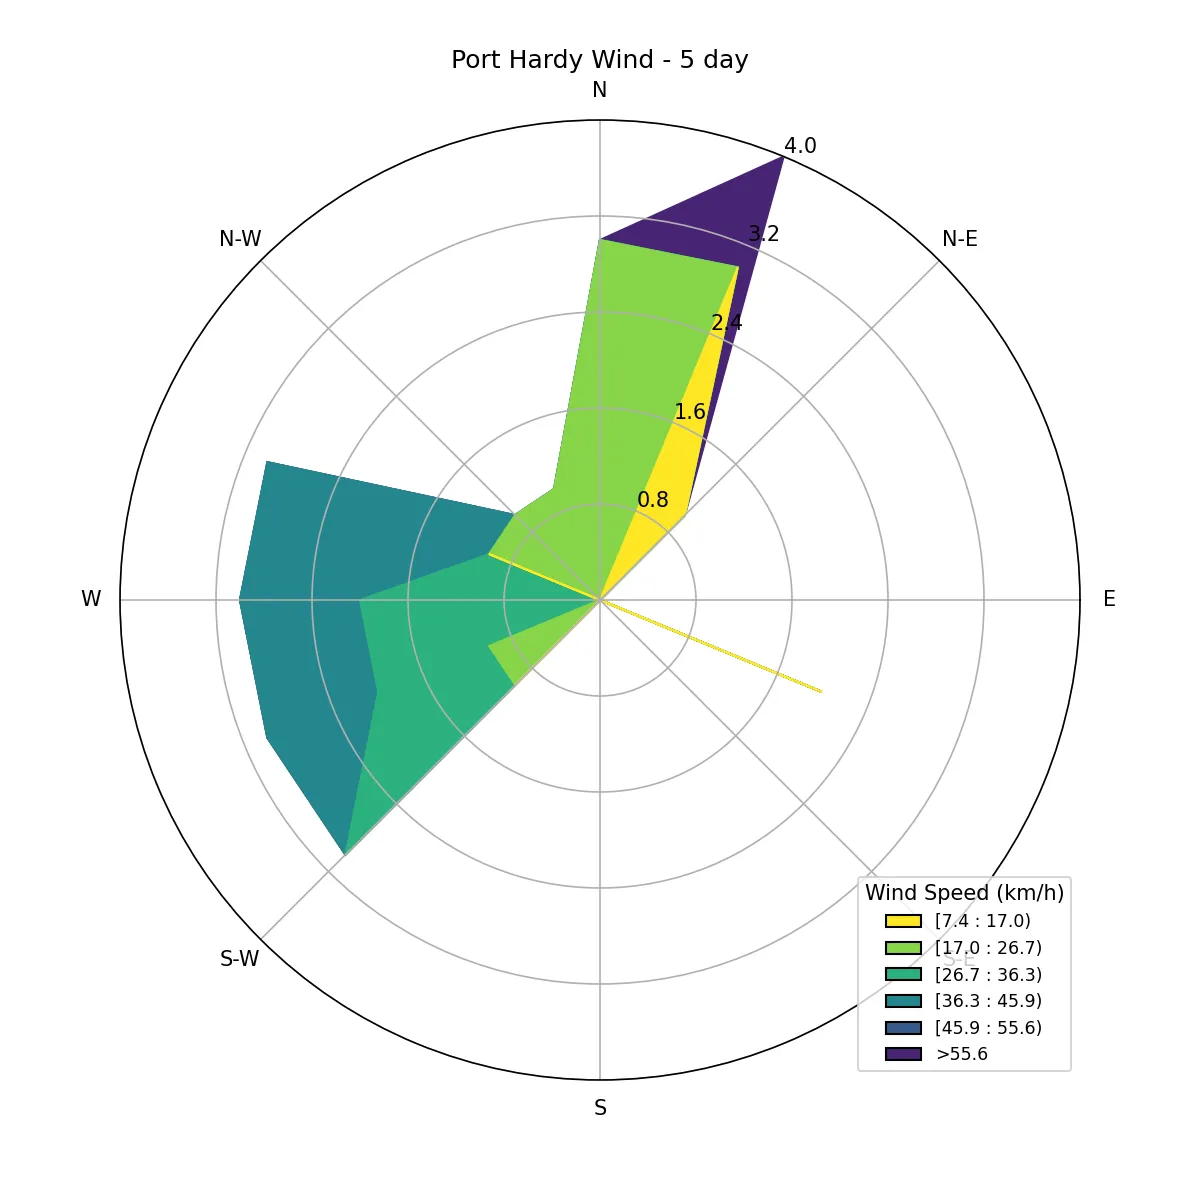 Port Hardy Wind - 5 day
N
4.0
N-W
3.2
N-E
2.4
1.6
0.8
W
E
S-W
S-E
Wind Speed (km/h)
[7.4 : 17.0)
[17.0 : 26.7)
[26.7 : 36.3)
[36.3 : 45.9)
[45.9 : 55.6)
>55.6
S